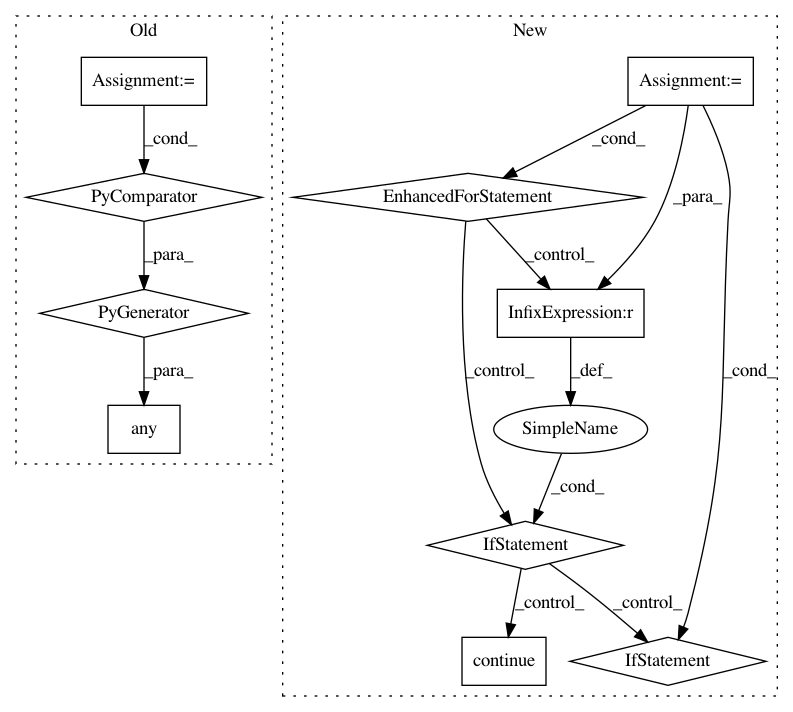 Old
New
Assignment:=
Assignment:=
_cond_
_cond_
PyComparator
EnhancedForStatement
_para_
_para_
_control_
PyGenerator
InfixExpression:r
_para_
_control_
_def_
_cond_
any
SimpleName
_cond_
IfStatement
_control_
_control_
continue
IfStatement